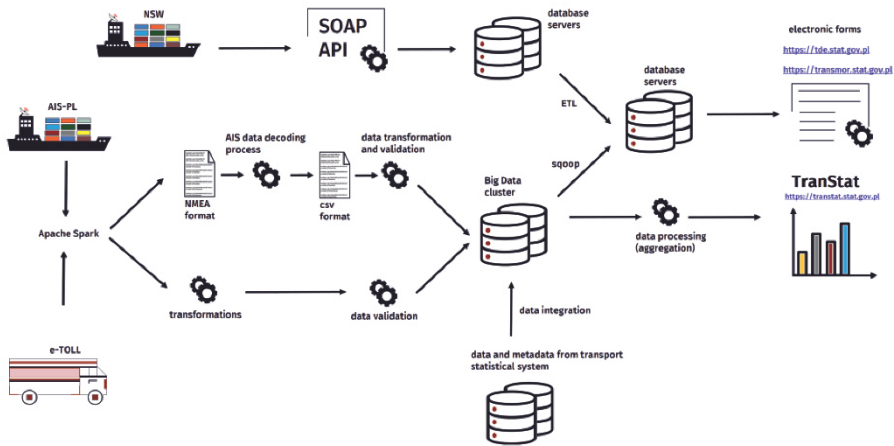 NSW
SOAP
API
database
servers
electronic forms
https://tde.stat.gov.pl
https://transmor.stat.gov.pl
database
servers
ETL
AIS-PL
AIS data decoding
process
data transformation
and validation
sqoop
NMEA
format
csv
format
Big Data
cluster
TranStat
https://transtat.stat.gov.pl
Apache Spark
data processing
(aggregation)
transformations
data validation
data integration
e-TOLL
data and metadata from transport
statistical system